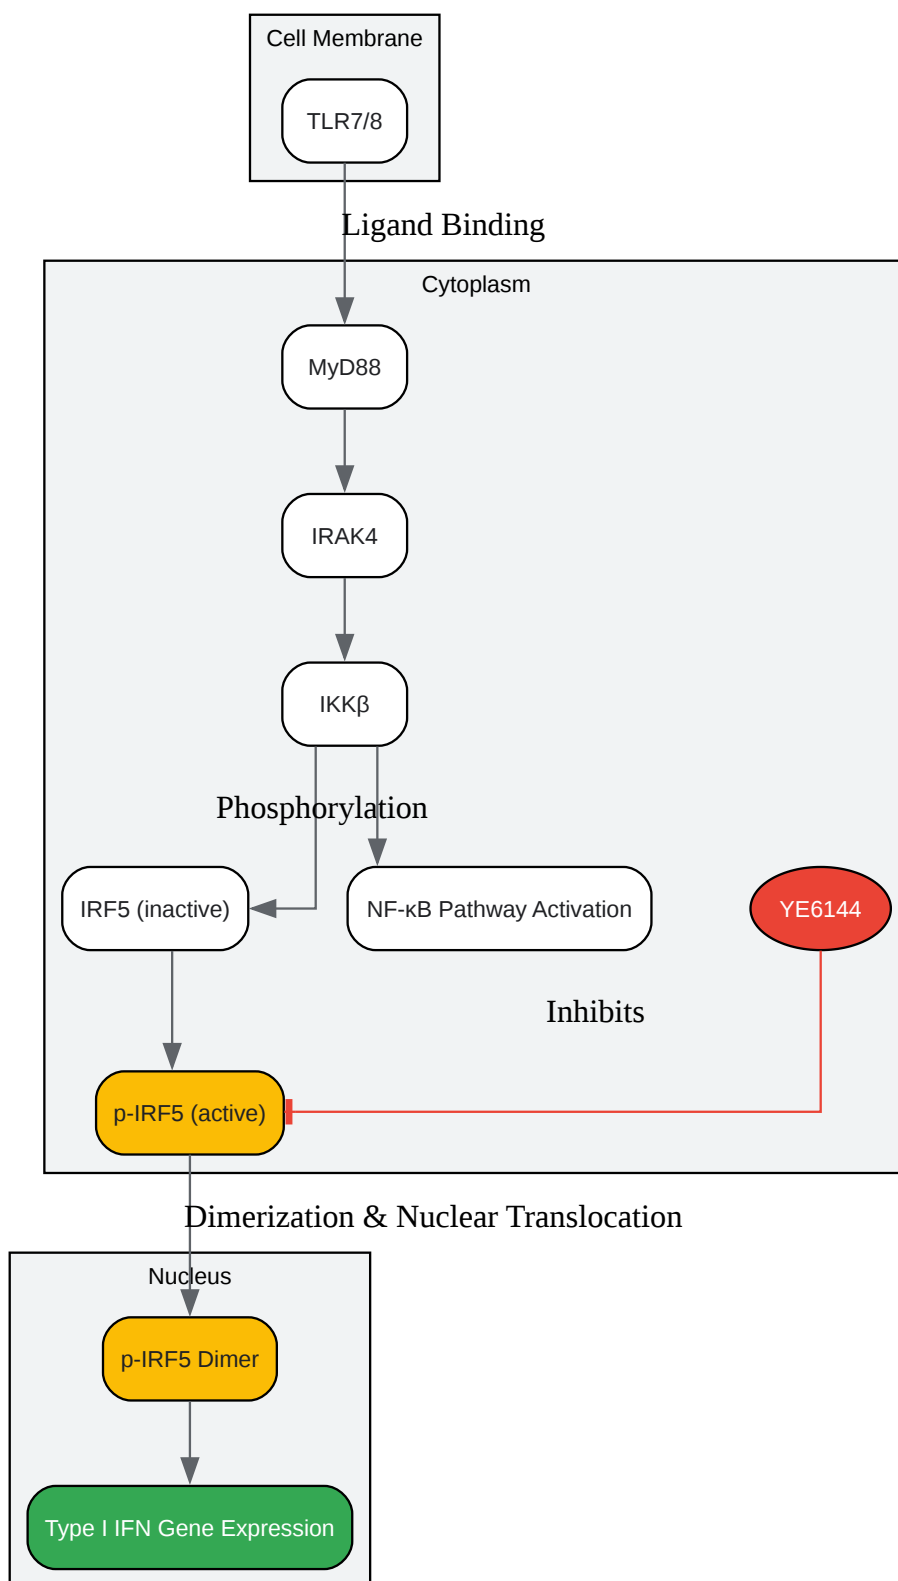 Cell Membrane
TLR7/8
Ligand Binding
Cytoplasm
MyD88
IRAK4
IKKβ
Phosphorylation
IRF5 (inactive)
NF-κB Pathway Activation
YE6144
Inhibits
p-IRF5 (active)
Dimerization & Nuclear Translocation
Nucleus
p-IRF5 Dimer
Type I IFN Gene Expression